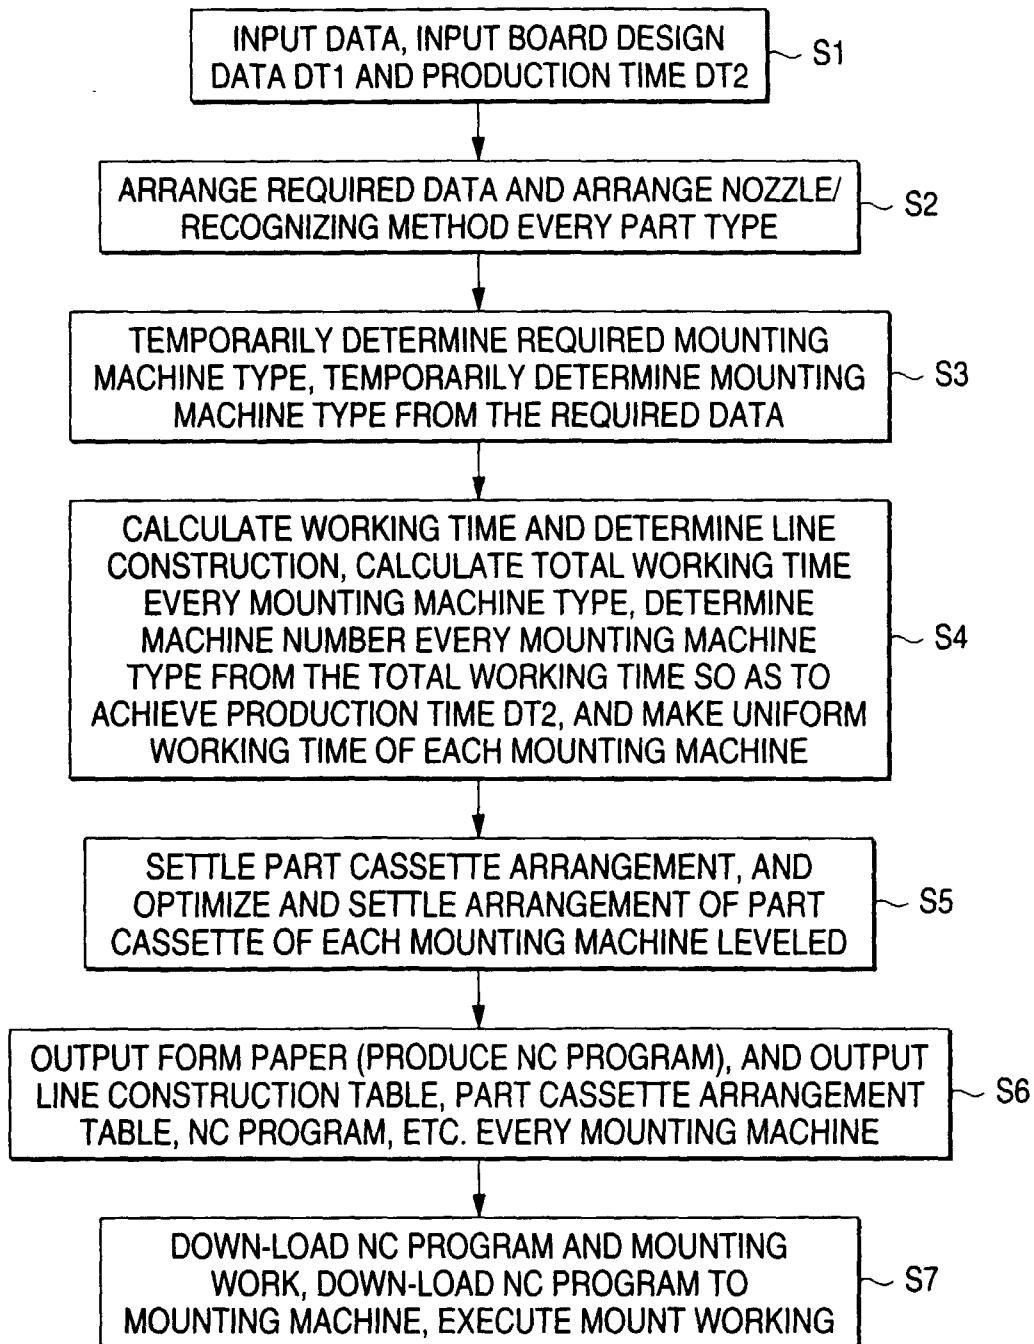 INPUT DATA, INPUT BOARD DESIGN
DATA DT1 AND PRODUCTION TIME DT2
S1
ARRANGE REQUIRED DATA AND ARRANGE NOZZLE/
RECOGNIZING METHOD EVERY PART TYPE
S2
TEMPORARILY DETERMINE REQUIRED MOUNTING
MACHINE TYPE, TEMPORARILY DETERMINE MOUNTING
MACHINE TYPE FROM THE REQUIRED DATA
S3
CALCULATE WORKING TIME AND DETERMINE LINE
CONSTRUCTION, CALCULATE TOTAL WORKING TIME
EVERY MOUNTING MACHINE TYPE, DETERMINE
MACHINE NUMBER EVERY MOUNTING MACHINE
TYPE FROM THE TOTAL WORKING TIME SO AS TO
ACHIEVE PRODUCTION TIME DT2, AND MAKE UNIFORM
WORKING TIME OF EACH MOUNTING MACHINE
S4
SETTLE PART CASSETTE ARRANGEMENT, AND
OPTIMIZE AND SETTLE ARRANGEMENT OF PART
CASSETTE OF EACH MOUNTING MACHINE LEVELED
S5
OUTPUT FORM PAPER (PRODUCE NC PROGRAM), AND OUTPUT
LINE CONSTRUCTION TABLE, PART CASSETTE ARRANGEMENT
TABLE, NC PROGRAM, ETC. EVERY MOUNTING MACHINE
S6
DOWN-LOAD NC PROGRAM AND MOUNTING
WORK, DOWN-LOAD NC PROGRAM TO
MOUNTING MACHINE, EXECUTE MOUNT WORKING
S7